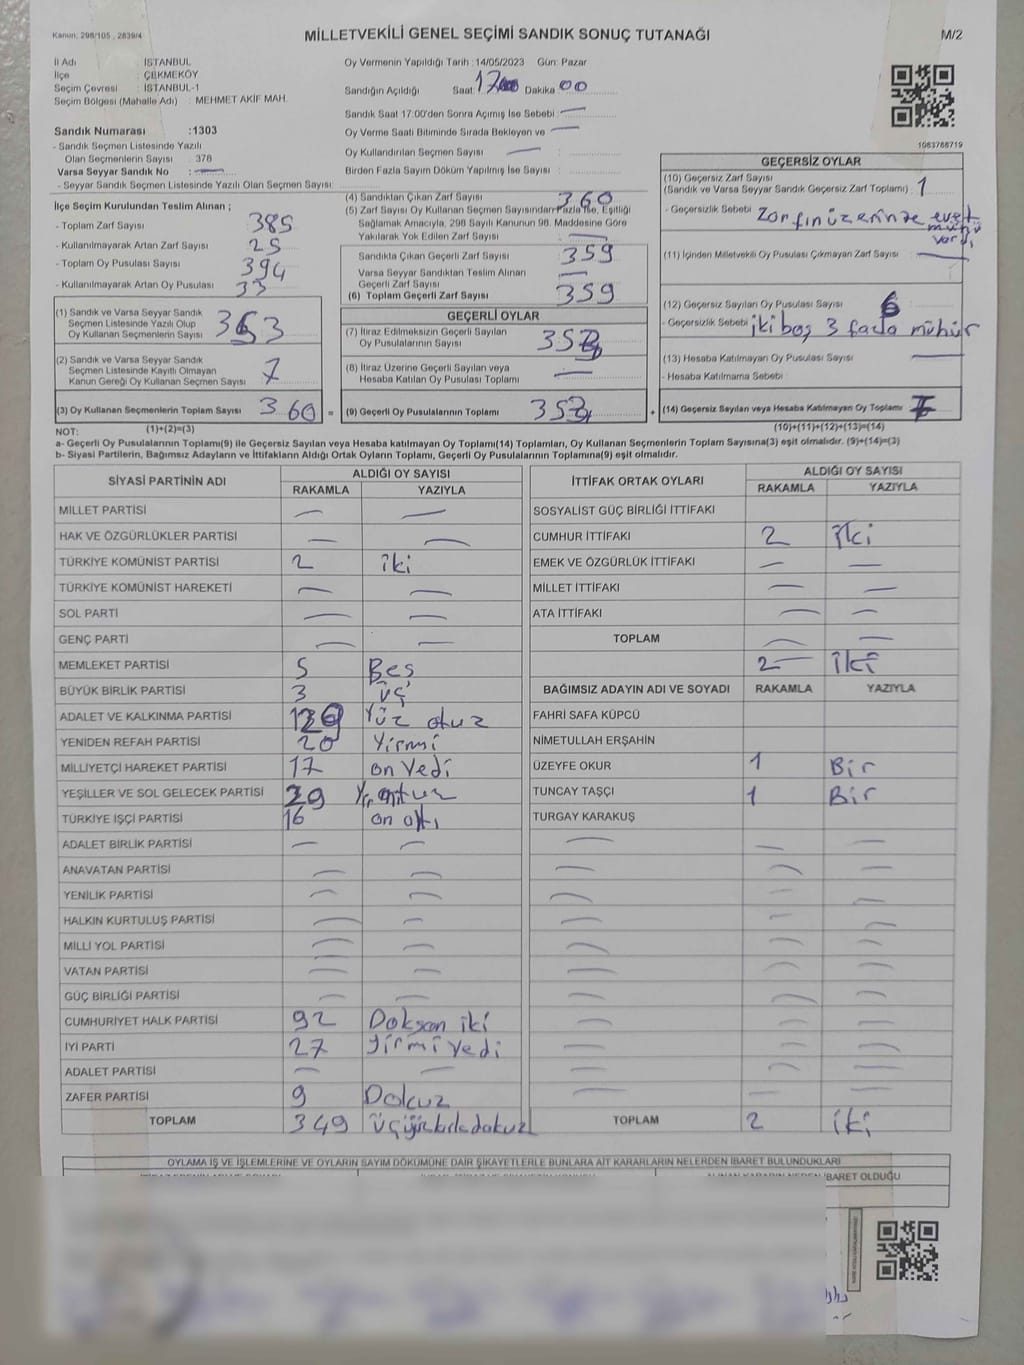 Kanun: 298/105 , 2839/4
MİLLETVEKİLİ GENEL SEÇİMİ SANDIK SONUÇ TUTANAĞI
M/2
İl Adı : İSTANBUL
İlçe : ÇEKMEKÖY
Seçim Çevresi : İSTANBUL-1
Seçim Bölgesi (Mahalle Adı) : MEHMET AKİF MAH.
Sandık Numarası :1303
- Sandık Seçmen Listesinde Yazılı
Olan Seçmenlerin Sayısı : 378
Varsa Seyyar Sandık No :
- Seyyar Sandık Seçmen Listesinde Yazılı Olan Seçmen Sayısı:
Oy Vermenin Yapıldığı Tarih : 14/05/2023 Gün: Pazar
Sandığın Açıldığı Saat: 17 Dakika 00
Sandık Saat 17:00'den Sonra Açımış İse Sebebi :
Oy Verme Saati Bitiminde Sırada Bekleyen ve
Oy Kullandırılan Seçmen Sayısı :
Birden Fazla Sayım Döküm Yapılmış İse Sayısı :
1063768719
İlçe Seçim Kurulundan Teslim Alınan ;
- Toplam Zarf Sayısı 385
- Kullanılmayarak Artan Zarf Sayısı 25
- Toplam Oy Pusulası Sayısı 394
- Kullanılmayarak Artan Oy Pusulası 33
(1) Sandık ve Varsa Seyyar Sandık
Seçmen Listesinde Yazılı Olup
Oy Kullanan Seçmenlerin Sayısı 353
(2) Sandık ve Varsa Seyyar Sandık
Seçmen Listesinde Kayıtlı Olmayan
Kanun Gereği Oy Kullanan Seçmen Sayısı 7
(3) Oy Kullanan Seçmenlerin Toplam Sayısı 360 =
(1)+(2)=(3)
(4) Sandıktan Çıkan Zarf Sayısı 360
(5) Zarf Sayısı Oy Kullanan Seçmen Sayısından Fazla İse, Eşitliği
Sağlamak Amacıyla, 298 Sayılı Kanunun 98. Maddesine Göre
Yakılarak Yok Edilen Zarf Sayısı
Sandıkta Çıkan Geçerli Zarf Sayısı 359
Varsa Seyyar Sandıktan Teslim Alınan
Geçerli Zarf Sayısı
(6) Toplam Geçerli Zarf Sayısı 359
GEÇERLİ OYLAR
(7) İtiraz Edilmeksizin Geçerli Sayılan
Oy Pusulalarının Sayısı
(8) İtiraz Üzerine Geçerli Sayılan veya
Hesaba Katılan Oy Pusulası Toplamı
(9) Geçerli Oy Pusulalarının Toplamı +
GEÇERSİZ OYLAR
(10) Geçersiz Zarf Sayısı
(Sandık ve Varsa Seyyar Sandık Geçersiz Zarf Toplamı) : 1
- Geçersizlik Sebebi : Zarfın üzerinde evet
mühü
vardı
(11) İçinden Milletvekili Oy Pusulası Çıkmayan Zarf Sayısı :
(12) Geçersiz Sayılan Oy Pusulası Sayısı : 6
- Geçersizlik Sebebi : iki boş 3 fazla mühür
(13) Hesaba Katılmayan Oy Pusulası Sayısı :
- Hesaba Katılmama Sebebi :
(14) Geçersiz Sayılan veya Hesaba Katılmayan Oy Toplamı
(10)+(11)+(12)+(13)=(14)
NOT:
a- Geçerli Oy Pusulalarının Toplamı(9) ile Geçersiz Sayılan veya Hesaba katılmayan Oy Toplamı(14) Toplamları, Oy Kullanan Seçmenlerin Toplam Sayısına(3) eşit olmalıdır. (9)+(14)=(3)
b- Siyasi Partilerin, Bağımsız Adayların ve İttifakların Aldığı Ortak Oyların Toplamı, Geçerli Oy Pusulalarının Toplamına(9) eşit olmalıdır.
SİYASİ PARTİNİN ADI ALDIĞI OY SAYISI
RAKAMLA YAZIYLA
MİLLET PARTİSİ
HAK VE ÖZGÜRLÜKLER PARTİSİ
TÜRKİYE KOMÜNİST PARTİSİ 2 iki
TÜRKİYE KOMÜNİST HAREKETİ
SOL PARTİ
GENÇ PARTİ
MEMLEKET PARTİSİ 5 Beş
BÜYÜK BİRLİK PARTİSİ 3 üç
ADALET VE KALKINMA PARTİSİ Yüz otuz
YENİDEN REFAH PARTİSİ 20 Yirmi
MİLLİYETÇİ HAREKET PARTİSİ 17 on Yedi
YEŞİLLER VE SOL GELECEK PARTİSİ 29
TÜRKİYE İŞÇİ PARTİSİ 16 on altı
ADALET BİRLİK PARTİSİ
ANAVATAN PARTİSİ
YENİLİK PARTİSİ
HALKIN KURTULUŞ PARTİSİ
MİLLİ YOL PARTİSİ
VATAN PARTİSİ
GÜÇ BİRLİĞİ PARTİSİ
CUMHURİYET HALK PARTİSİ 92 Doksan iki
İYİ PARTİ 27 yirmi Yedi
ADALET PARTİSİ
ZAFER PARTİSİ 9 Dokuz
TOPLAM 349 üçyüzkırkdokuz
İTTİFAK ORTAK OYLARI ALDIĞI OY SAYISI
RAKAMLA YAZIYLA
SOSYALİST GÜÇ BİRLİĞİ İTTİFAKI
CUMHUR İTTİFAKI 2 iki
EMEK VE ÖZGÜRLÜK İTTİFAKI
MİLLET İTTİFAKI
ATA İTTİFAKI
TOPLAM
2 iki
BAĞIMSIZ ADAYIN ADI VE SOYADI RAKAMLA YAZIYLA
FAHRİ SAFA KÜPCÜ
NİMETULLAH ERŞAHİN
ÜZEYFE OKUR 1 Bir
TUNCAY TAŞÇI 1 Bir
TURGAY KARAKUŞ
TOPLAM 2 iki
OYLAMA İŞ VE İŞLEMLERİNE VE OYLARIN SAYIM DÖKÜMÜNE DAİR ŞİKAYETLERLE BUNLARA AİT KARARLARIN NELERDEN İBARET BULUNDUKLARI
İBARET OLDUĞU